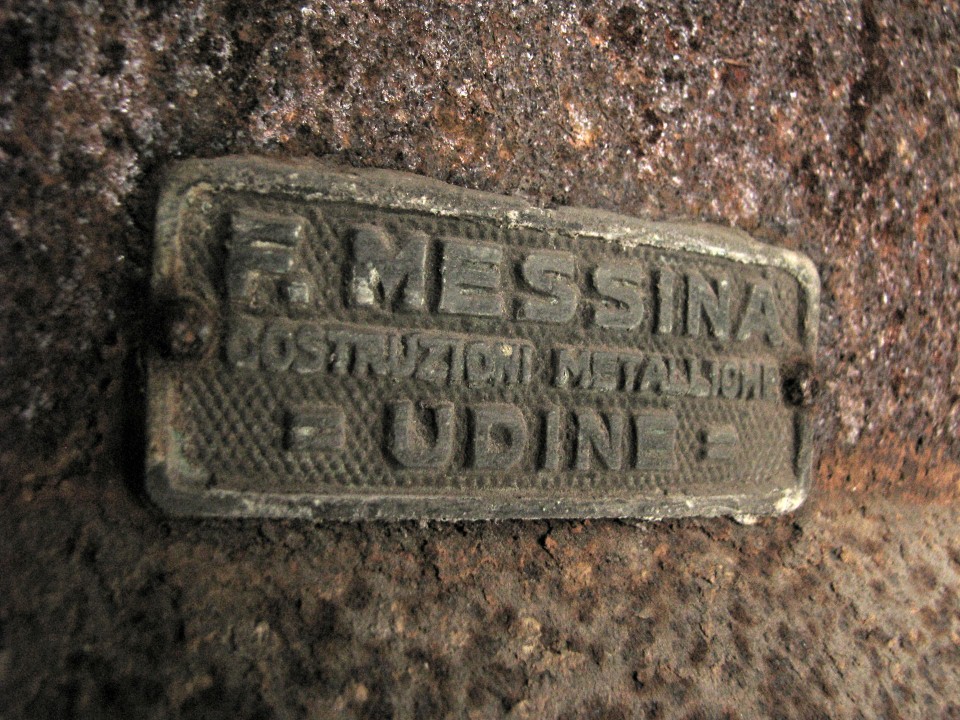 F. MESSINA
COSTRUZIONI METALLICHE
= UDINE =